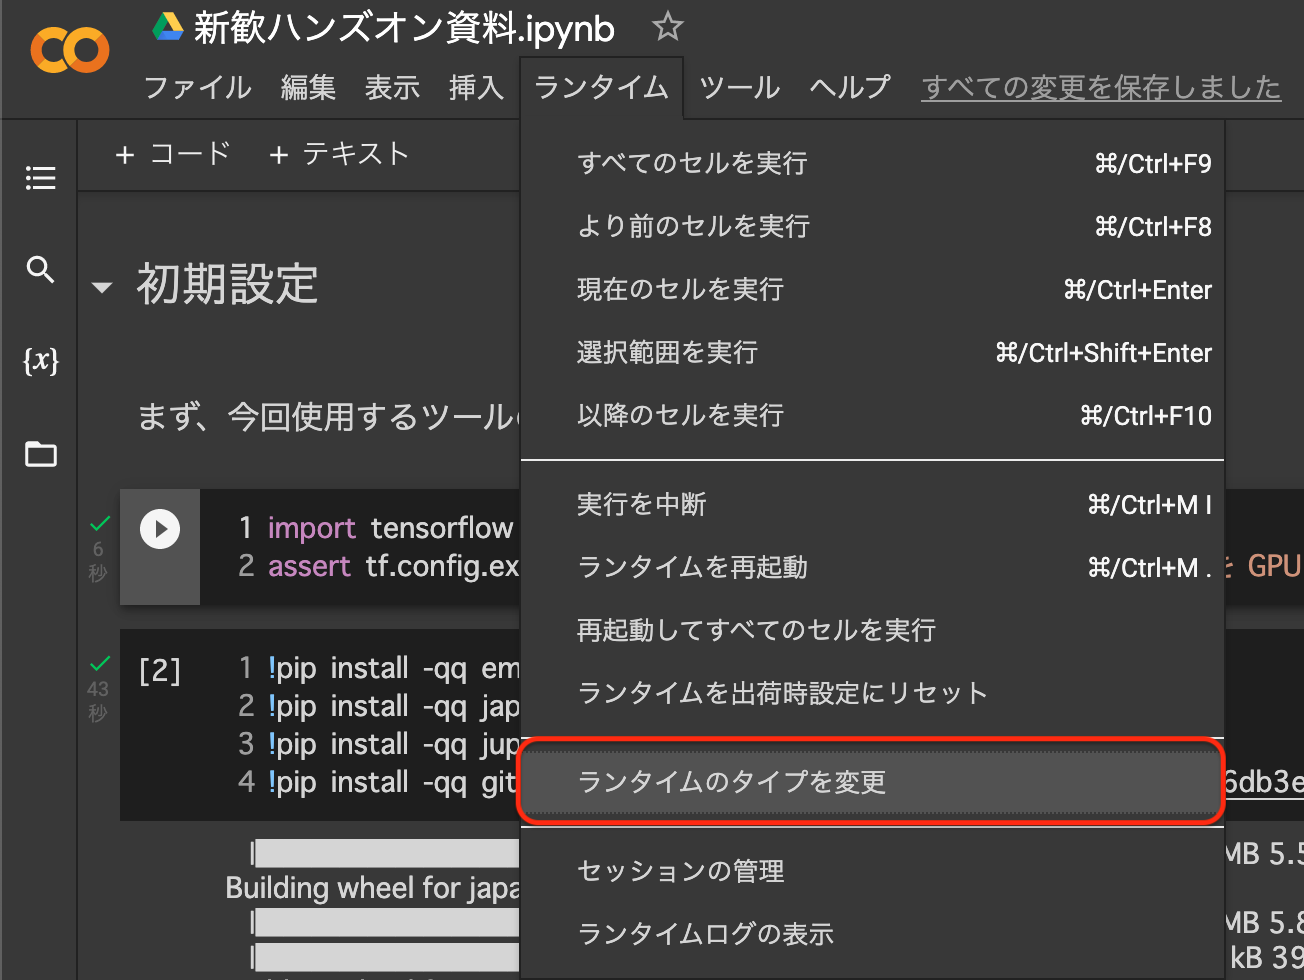 新歓ハンズオン資料.ipynb
ファイル 編集 表示 挿入 ランタイム ツール ヘルプ すべての変更を保存しました
+ コード + テキスト
すべてのセルを実行 ⌘/Ctrl+F9
より前のセルを実行 ⌘/Ctrl+F8
現在のセルを実行 ⌘/Ctrl+Enter
選択範囲を実行 ⌘/Ctrl+Shift+Enter
以降のセルを実行 ⌘/Ctrl+F10
実行を中断 ⌘/Ctrl+M I
ランタイムを再起動 ⌘/Ctrl+M .
再起動してすべてのセルを実行
ランタイムを出荷時設定にリセット
ランタイムのタイプを変更
セッションの管理
ランタイムログの表示
{x}
初期設定
まず、今回使用するツール
6
秒
1 import tensorflow
2 assert tf.config.ex GPU
43
秒
[2]
1 !pip install -qq em
2 !pip install -qq jap
3 !pip install -qq jup
4 !pip install -qq git 6db3e
MB 5.5
Building wheel for japa
MB 5.8
kB 39